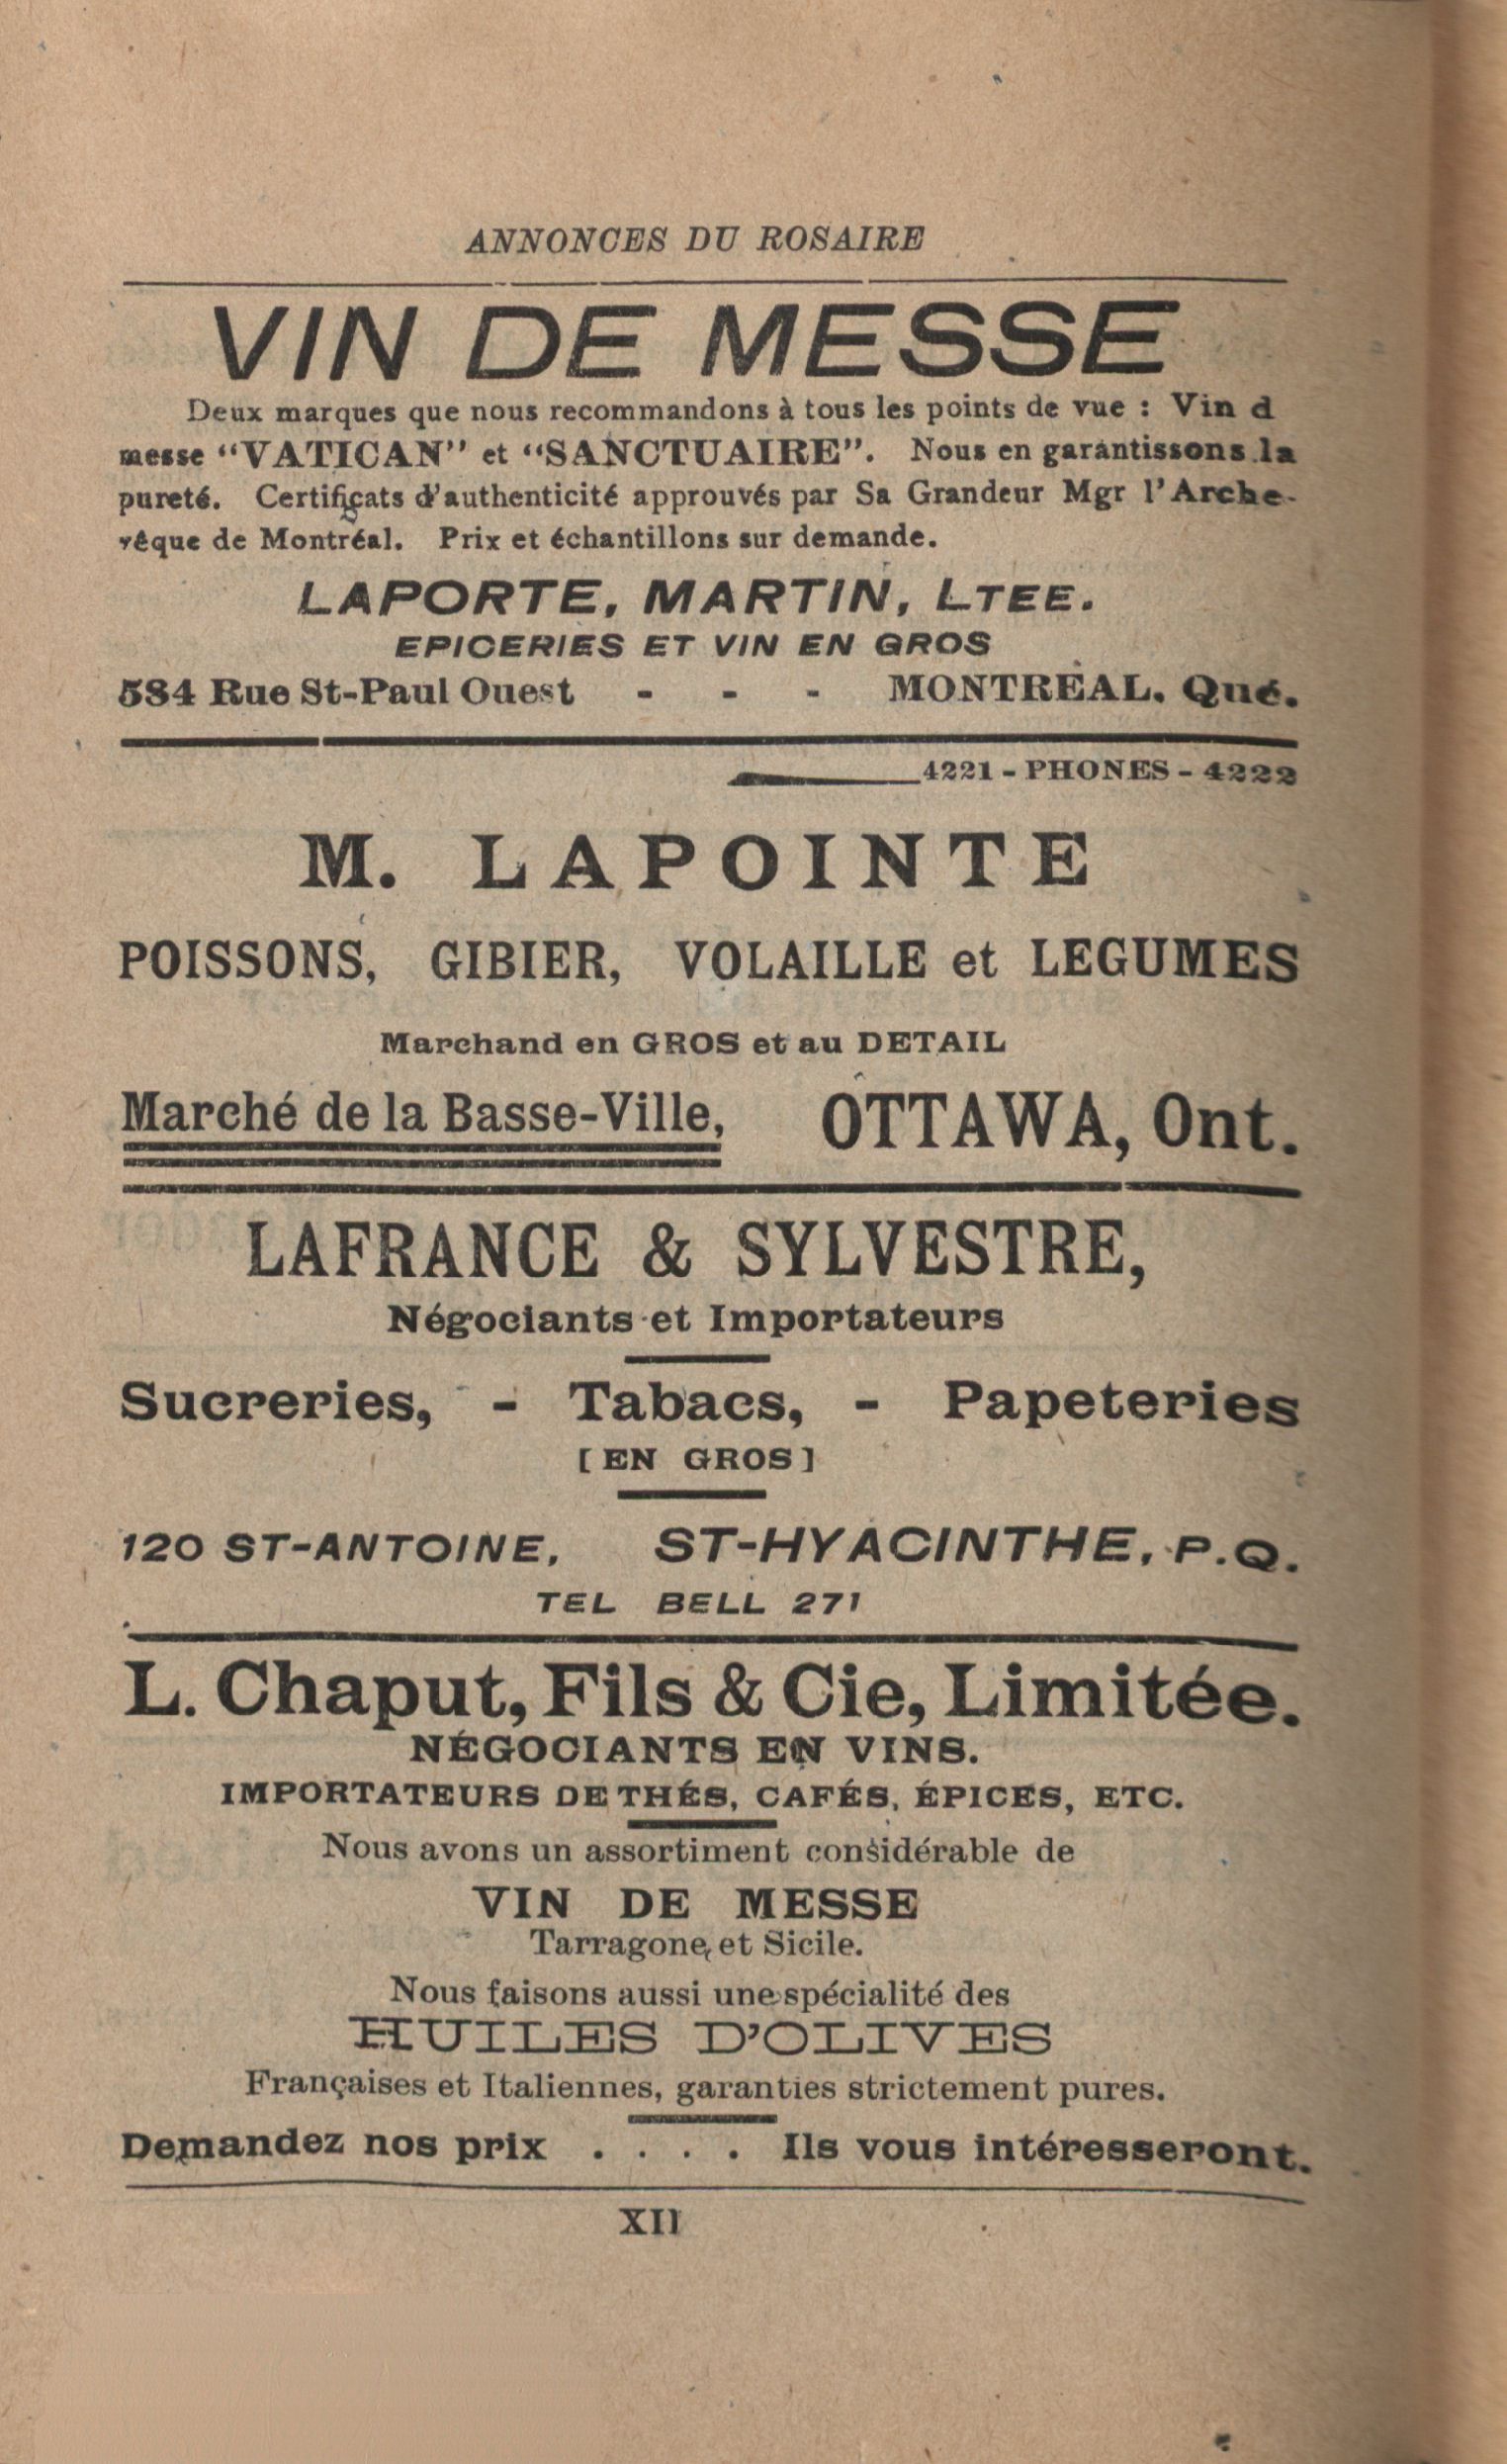 ANNONCES DU ROSAIRE
VIN DE MESSE
Deux marques que nous recommandons à tous les points de vue : Vin d
messe "VATICAN" et "SANCTUAIRE". Nous en garantissons la
pureté. Certificats d'authenticité approuvés par Sa Grandeur Mgr l'Arche-
vêque de Montréal. Prix et échantillons sur demande.
LAPORTE, MARTIN, LTEE.
EPICERIES ET VIN EN GROS
584 Rue St-Paul Ouest - - - MONTREAL, Qué.
4221 - PHONES - 4222
M. LAPOINTE
POISSONS, GIBIER, VOLAILLE et LEGUMES
Marchand en GROS et au DETAIL
Marché de la Basse-Ville, OTTAWA, Ont.
LAFRANCE & SYLVESTRE,
Négociants et Importateurs
Sucreries, - Tabacs, - Papeteries
[EN GROS]
120 ST-ANTOINE, ST-HYACINTHE, P.Q.
TEL BELL 271
L. Chaput, Fils & Cie, Limitée.
NÉGOCIANTS EN VINS.
IMPORTATEURS DE THÉS, CAFÉS, ÉPICES, ETC.
Nous avons un assortiment considérable de
VIN DE MESSE
Tarragone et Sicile.
Nous faisons aussi une spécialité des
HUILES D'OLIVES
Françaises et Italiennes, garanties strictement pures.
Demandez nos prix . . . . Ils vous intéresseront.
XII